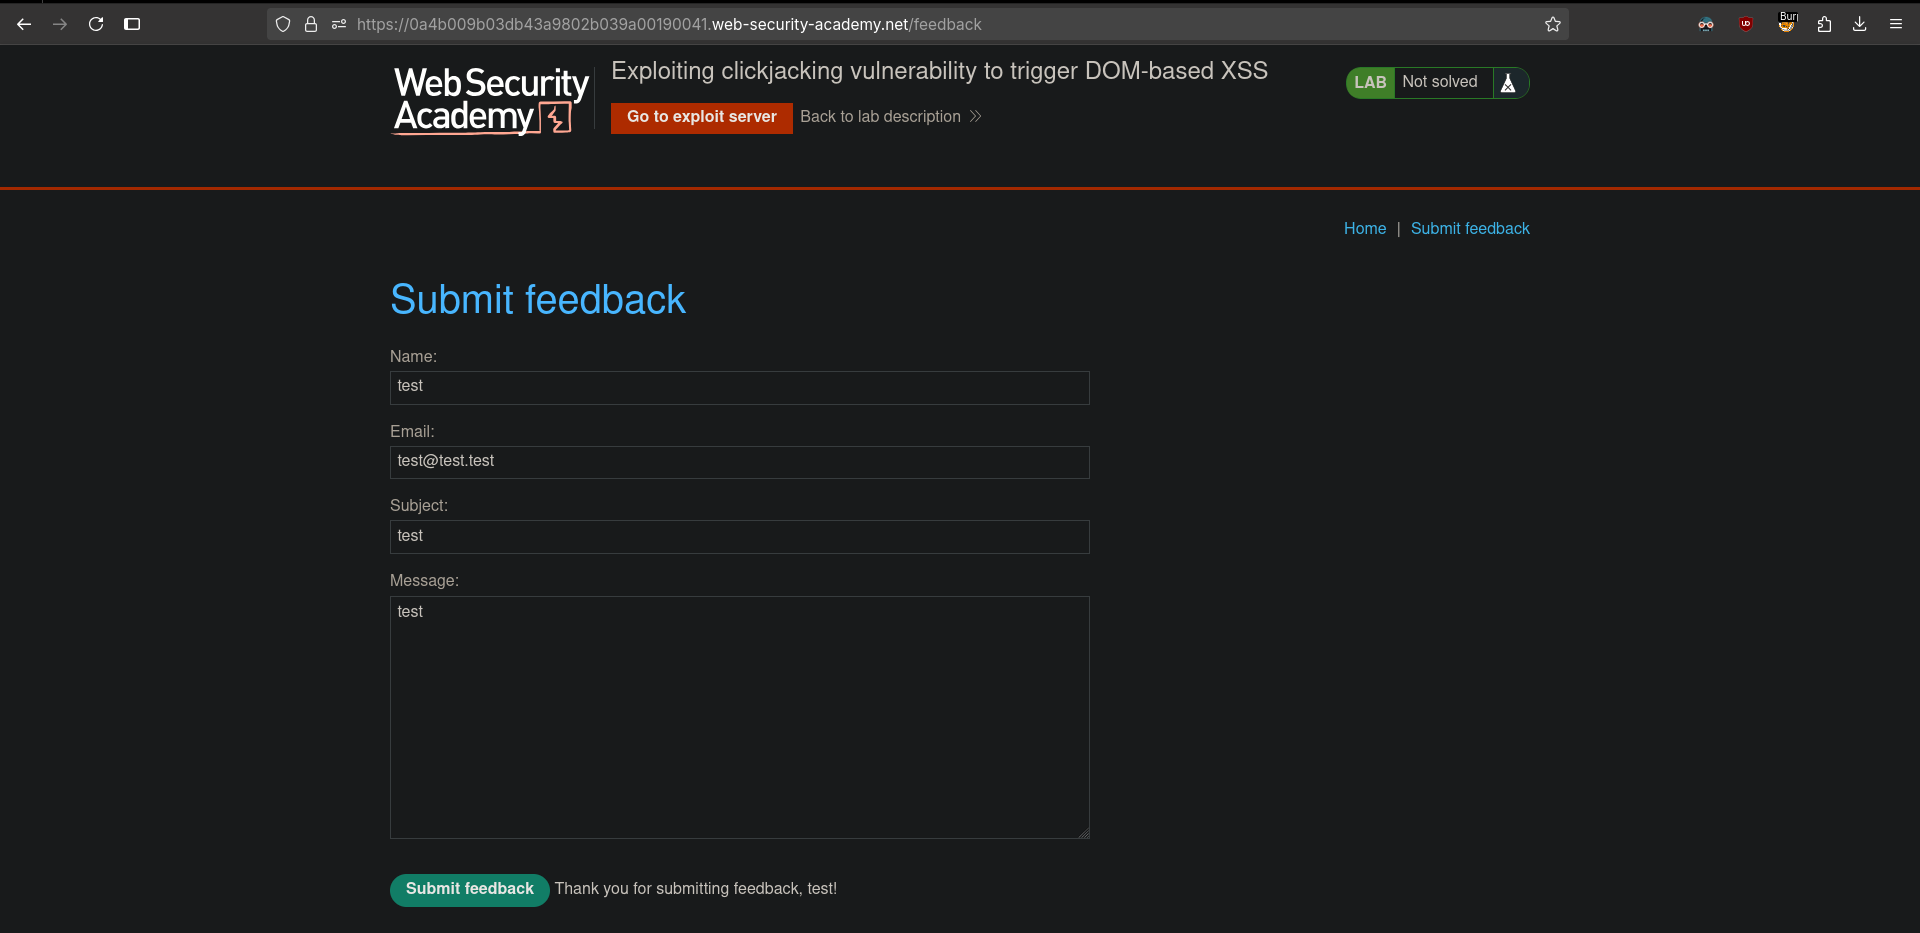 https://0a4b009b03db43a9802b039a00190041.web-security-academy.net/feedback
Bur
Web Security
Academy
Exploiting clickjacking vulnerability to trigger DOM-based XSS
Go to exploit server
Back to lab description
LAB
Not solved
Home | Submit feedback
Submit feedback
Name:
test
Email:
test@test.test
Subject:
test
Message:
test
Submit feedback
Thank you for submitting feedback, test!